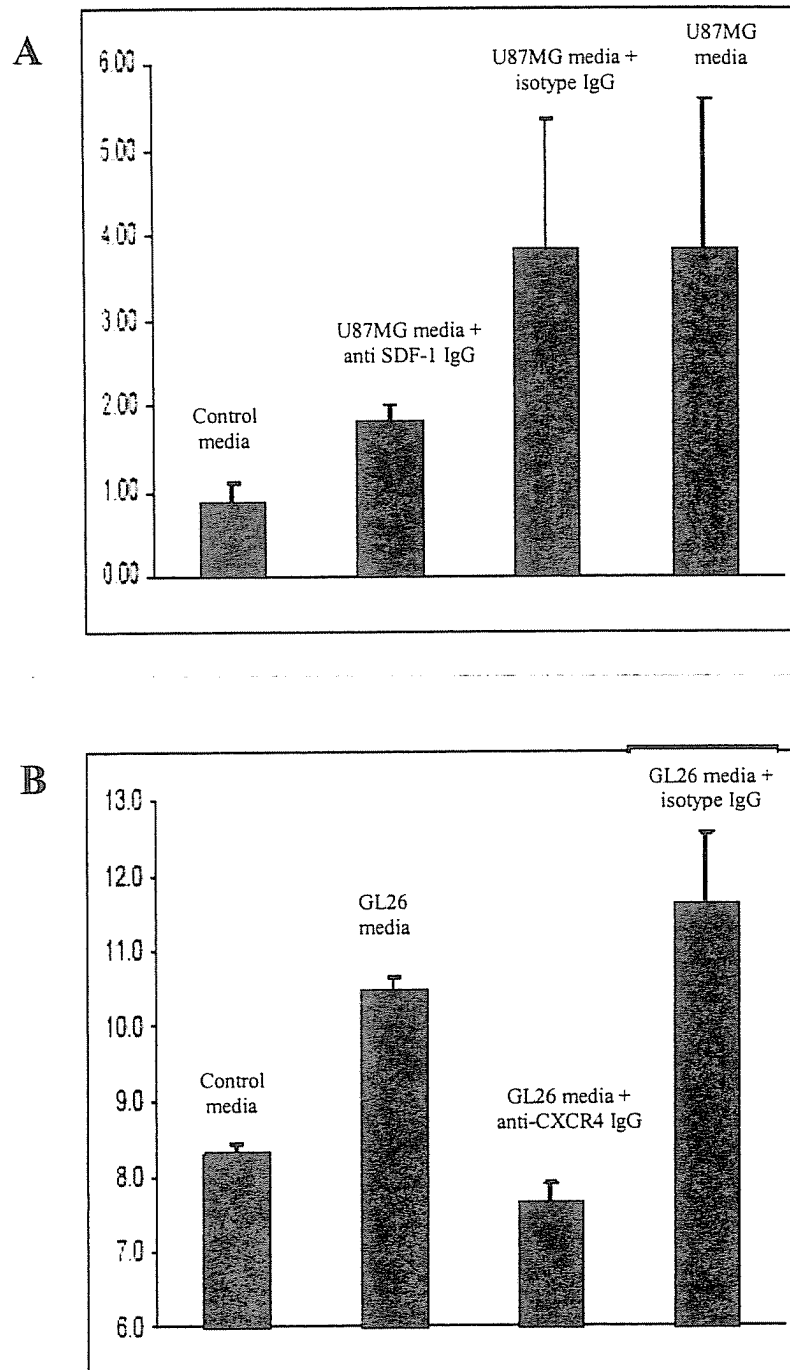 A
6.00
5.00
4.00
3.00
2.00
1.00
0.00
Control
media
U87MG media +
anti SDF-1 IgG
U87MG media +
isotype IgG
U87MG
media
B
13.0
12.0
11.0
10.0
9.0
8.0
7.0
6.0
Control
media
GL26
media
GL26 media +
anti-CXCR4 IgG
GL26 media +
isotype IgG